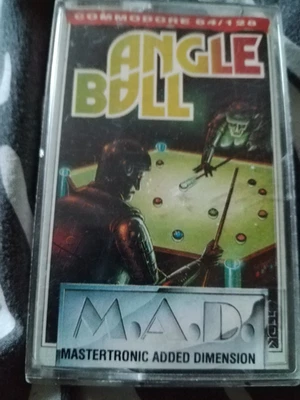 COMMODORE 64/128
ANGLE
BALL
M.A.D.
MASTERTRONIC ADDED DIMENSION